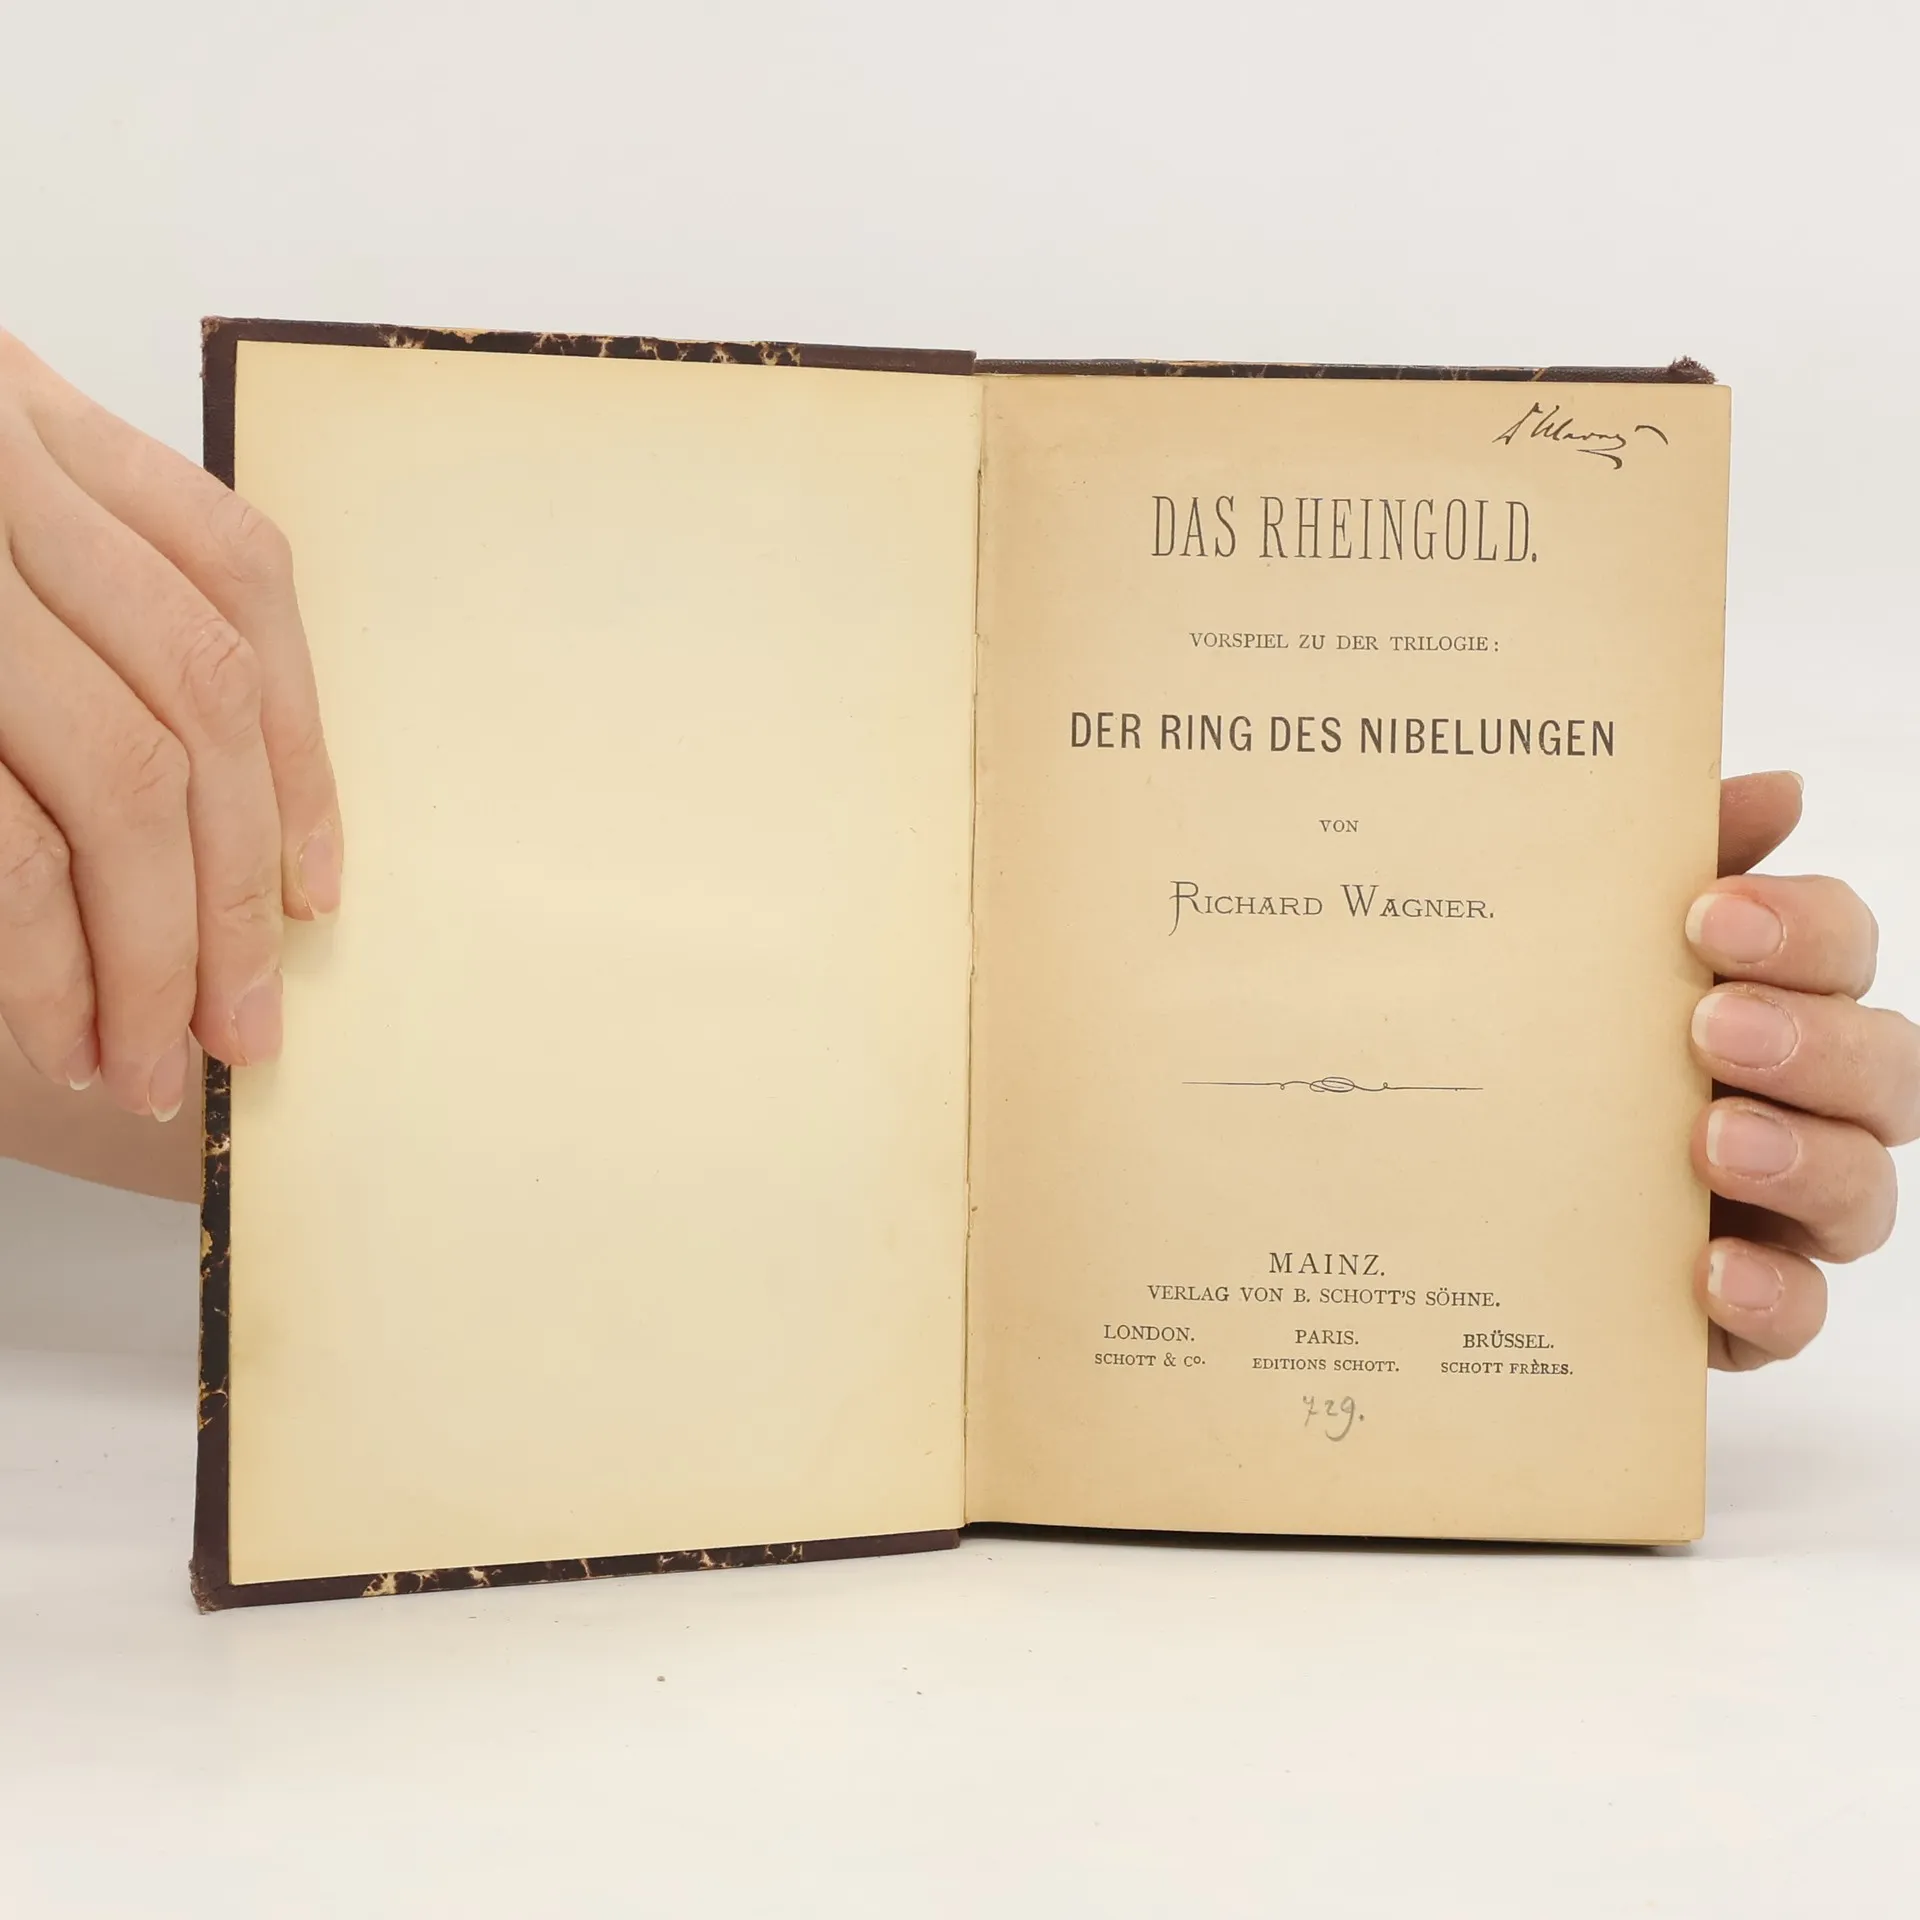 DAS RHEINGOLD.
VORSPIEL ZU DER TRILOGIE:
DER RING DES NIBELUNGEN
VON
RICHARD WAGNER.
MAINZ.
VERLAG VON B. SCHOTT'S SÖHNE.
LONDON. PARIS. BRÜSSEL.
SCHOTT & CO. EDITIONS SCHOTT. SCHOTT FRÈRES.
729.